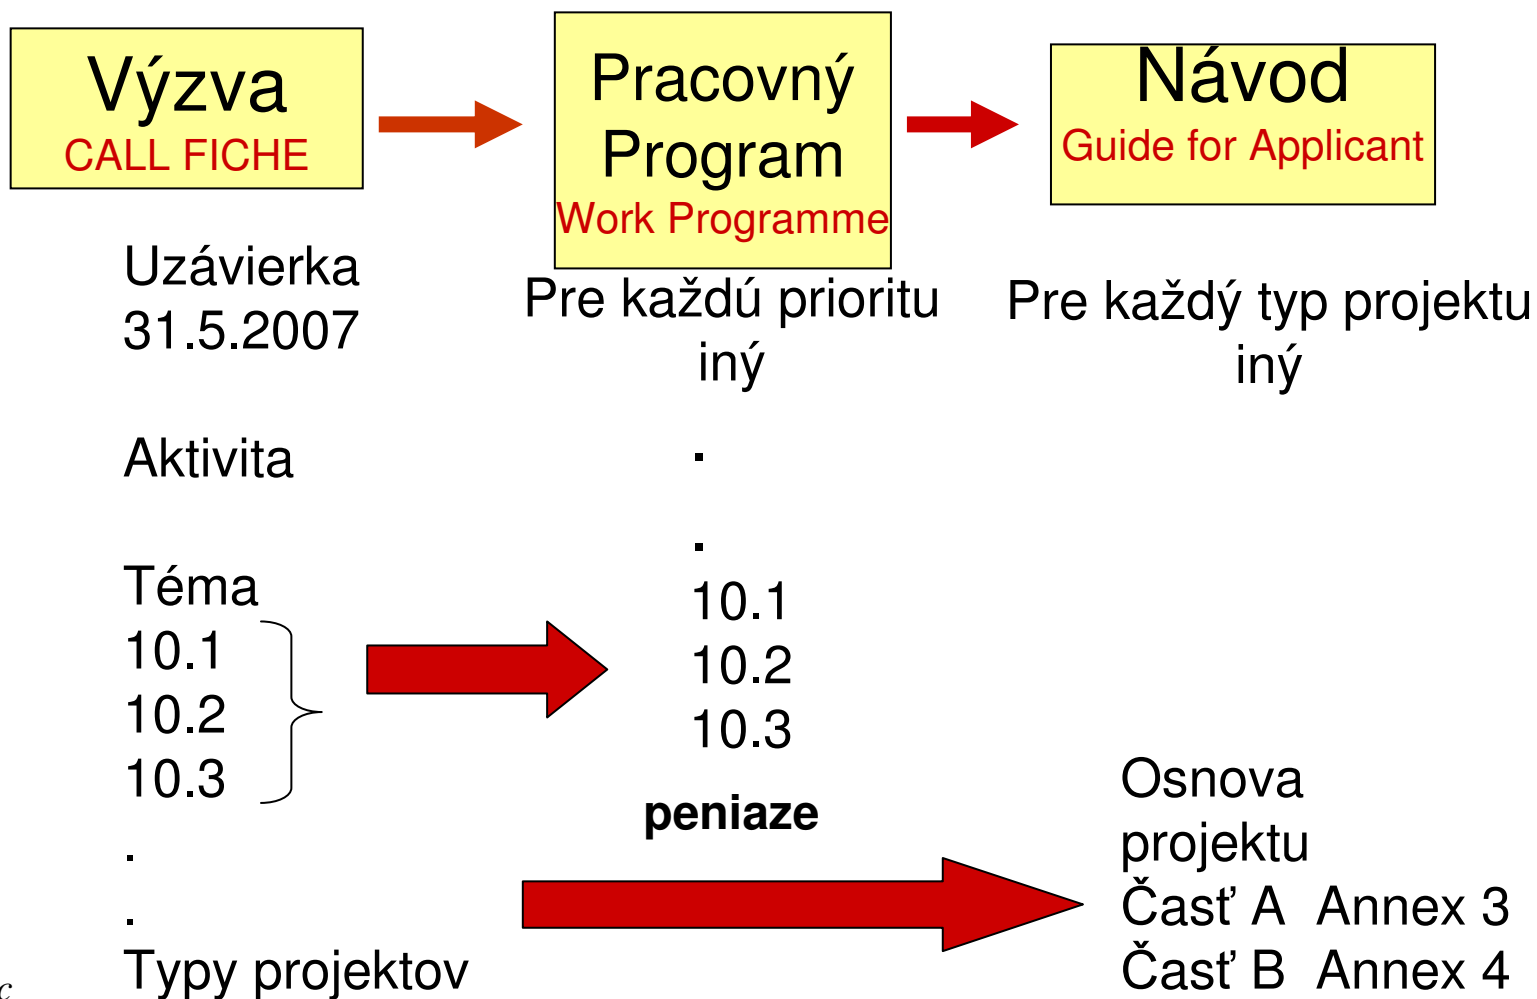 Výzva
CALL FICHE
Pracovný
Program
Work Programme
Návod
Guide for Applicant
Uzávierka
31.5.2007
Pre každú prioritu
iný
Pre každý typ projektu
iný
Aktivita
.
.
Téma
10.1
10.2
10.3
.
.
Typy projektov
10.1
10.2
10.3
peniaze
Osnova
projektu
Časť A Annex 3
Časť B Annex 4
c